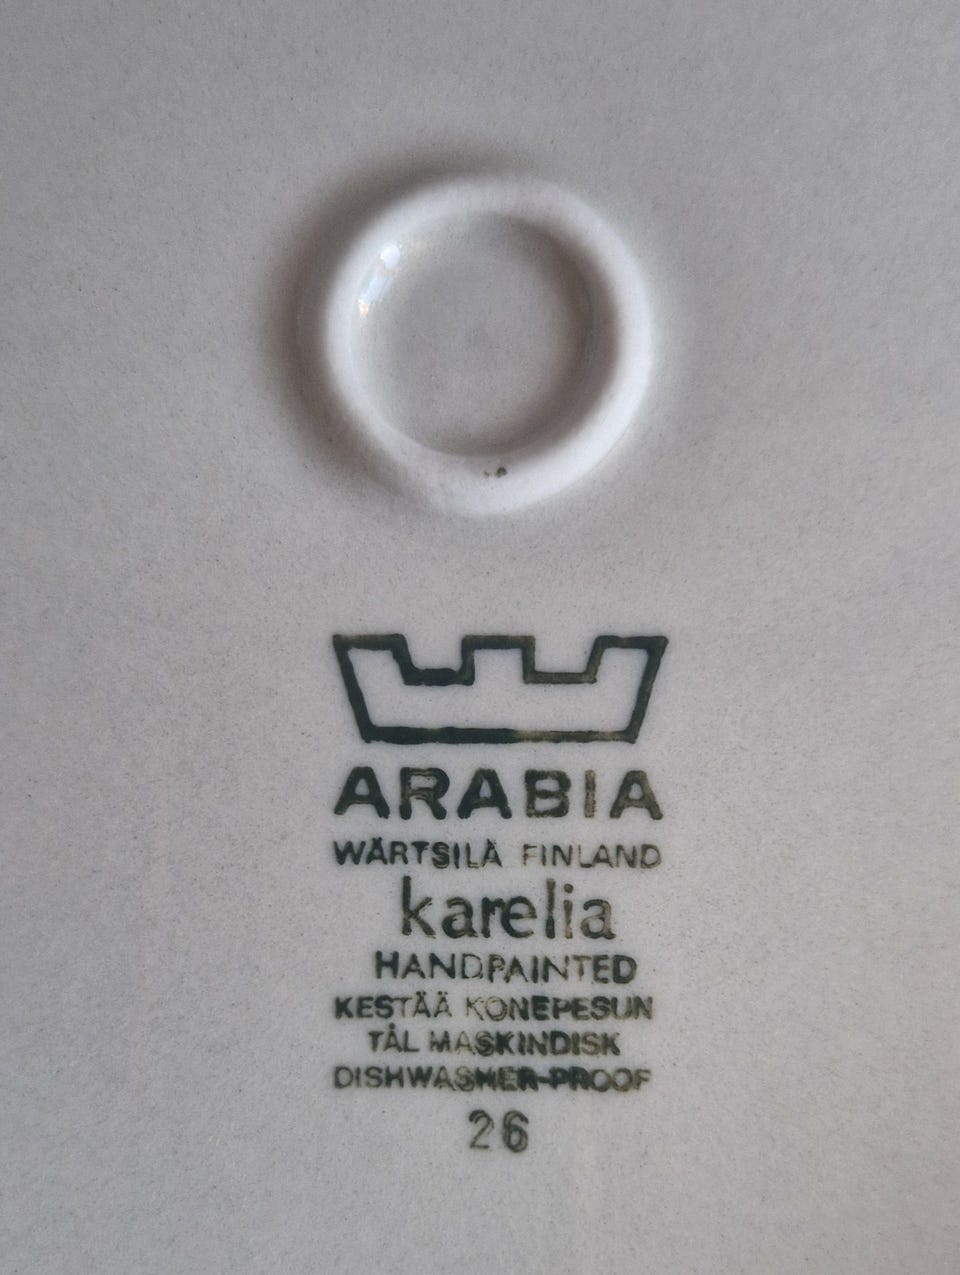 ARABIA
WÄRTSILÄ FINLAND
karelia
HANDPAINTED
KESTÄÄ KONEPESUN
TÅL MASKINDISK
DISHWASHER-PROOF
26